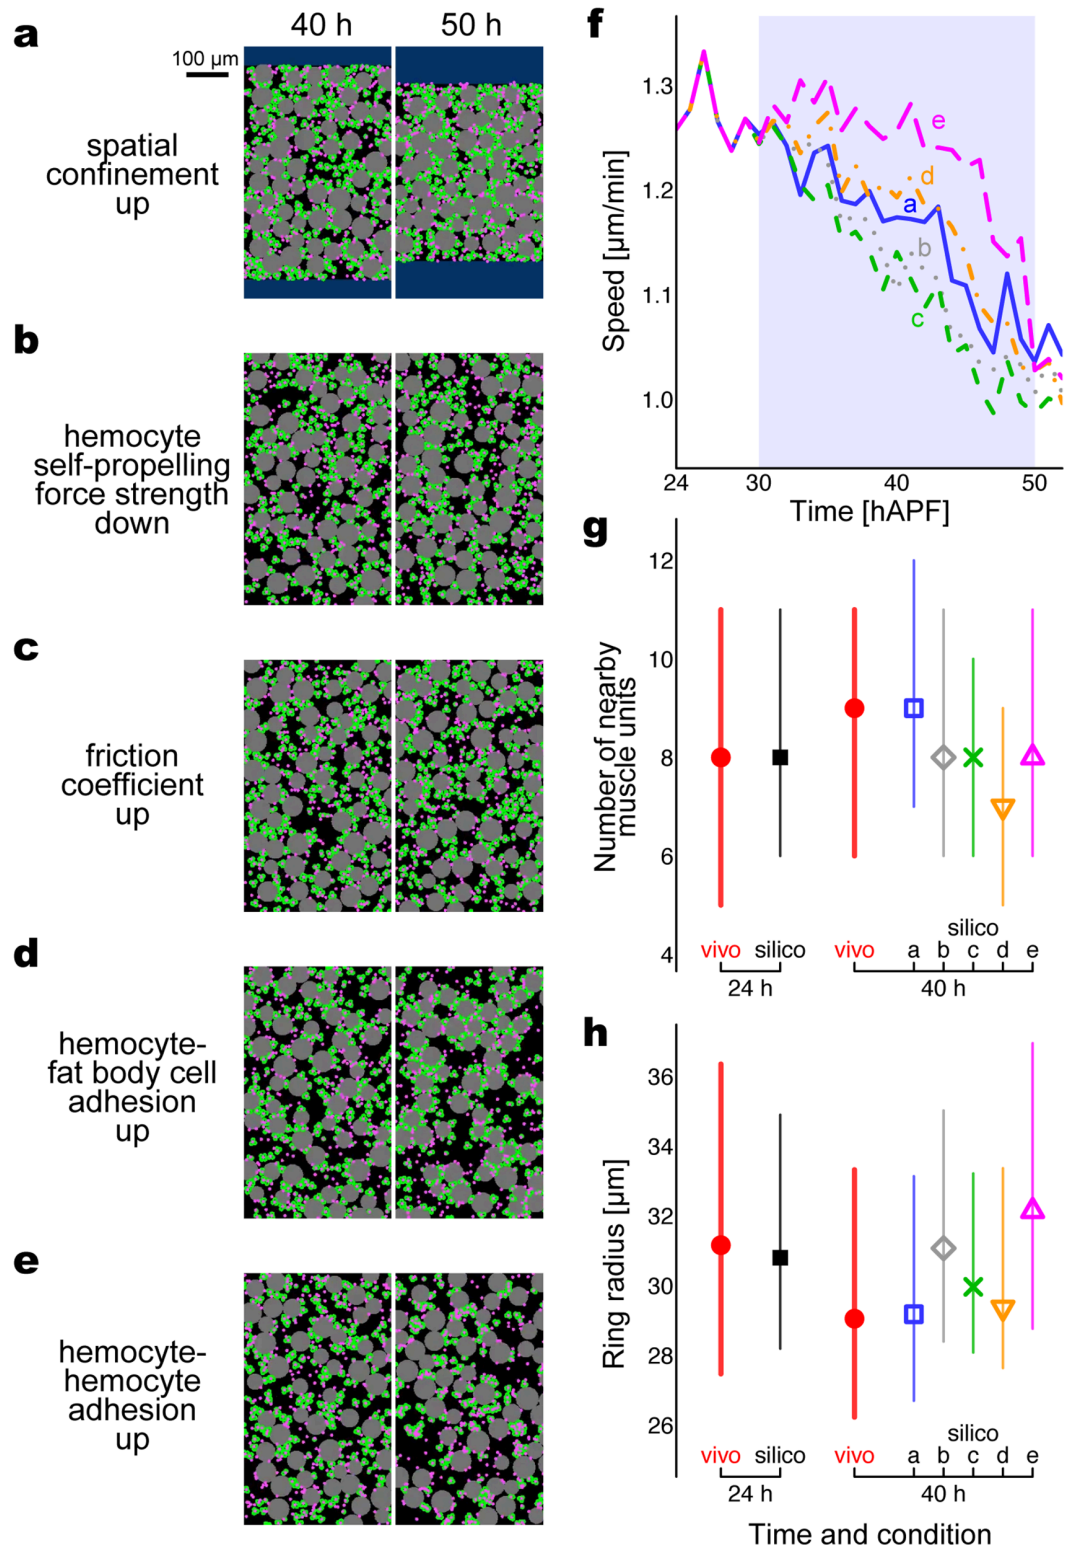 a
40 h
50 h
100 µm
spatial
confinement
up
b
hemocyte
self-propelling
force strength
down
c
friction
coefficient
up
d
hemocyte-
fat body cell
adhesion
up
e
hemocyte-
hemocyte
adhesion
up
f
Speed [µm/min]
1.3
1.2
1.1
1.0
e
d
a
b
c
24
30
40
50
Time [hAPF]
g
Number of nearby
muscle units
12
10
8
6
4
silico
vivo
silico
vivo
a
b
c
d
e
24 h
40 h
h
Ring radius [µm]
36
34
32
30
28
26
silico
vivo
silico
vivo
a
b
c
d
e
24 h
40 h
Time and condition